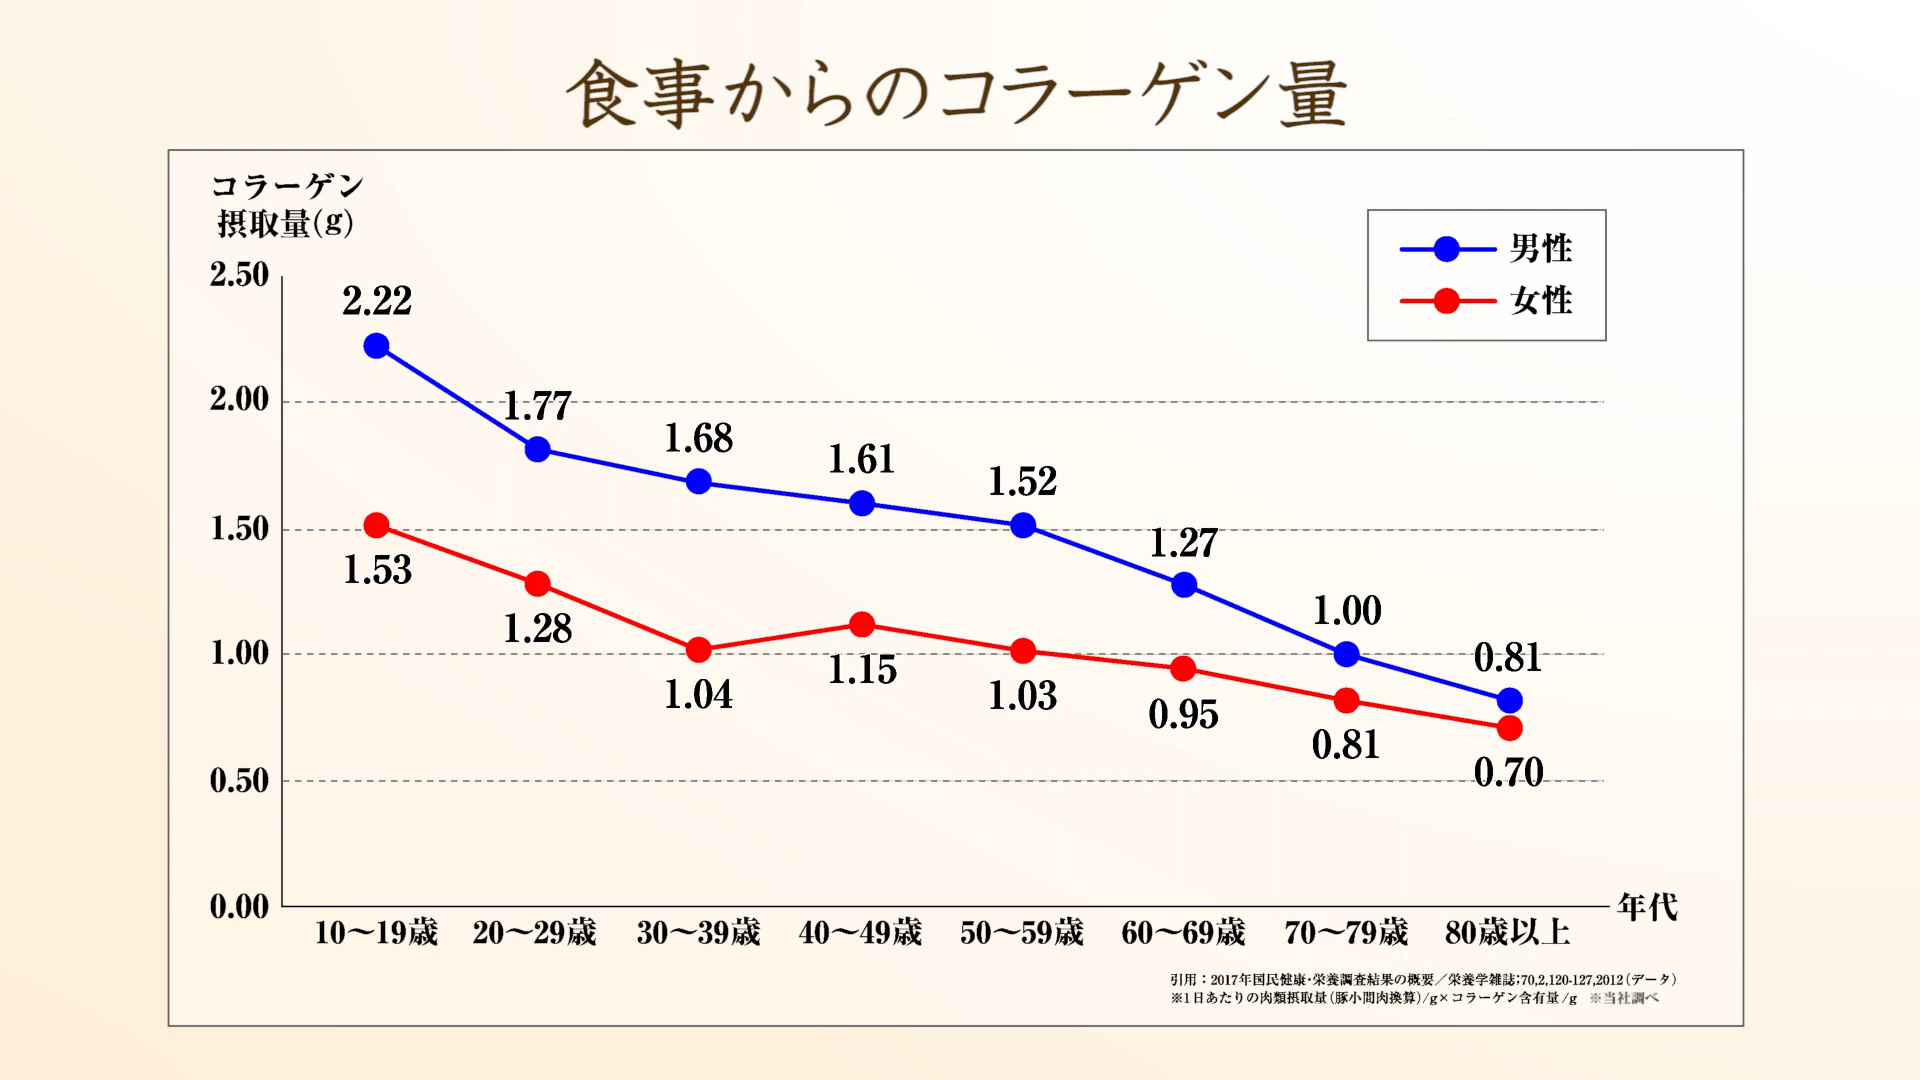 食事からのコラーゲン量
コラーゲン
摂取量(g)
男性
女性
2.50
2.00
1.50
1.00
0.50
0.00
2.22
1.77
1.68
1.61
1.52
1.27
1.00
0.81
1.53
1.28
1.04
1.15
1.03
0.95
0.81
0.70
10〜19歳 20〜29歳 30〜39歳 40〜49歳 50〜59歳 60〜69歳 70〜79歳 80歳以上
年代
引用：2017年国民健康・栄養調査結果の概要／栄養学雑誌;70,2,120-127,2012（データ）
※1日あたりの肉類摂取量（豚小間肉換算）/g×コラーゲン含有量/g ※当社調べ